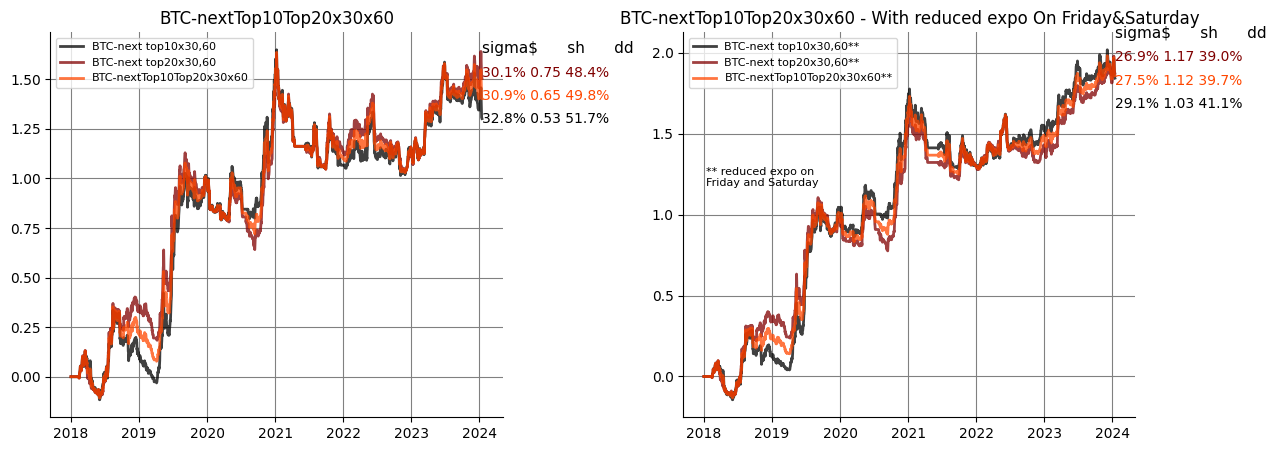 BTC-nextTop10Top20x30x60
BTC-next top10x30,60
BTC-next top20x30,60
BTC-nextTop10Top20x30x60
sigma$ sh dd
30.1% 0.75 48.4%
30.9% 0.65 49.8%
32.8% 0.53 51.7%
1.50
1.25
1.00
0.75
0.50
0.25
0.00
2018 2019 2020 2021 2022 2023 2024
BTC-nextTop10Top20x30x60 - With reduced expo On Friday&Saturday
BTC-next top10x30,60**
BTC-next top20x30,60**
BTC-nextTop10Top20x30x60**
sigma$ sh dd
26.9% 1.17 39.0%
27.5% 1.12 39.7%
29.1% 1.03 41.1%
** reduced expo on
Friday and Saturday
2.0
1.5
1.0
0.5
0.0
2018 2019 2020 2021 2022 2023 2024